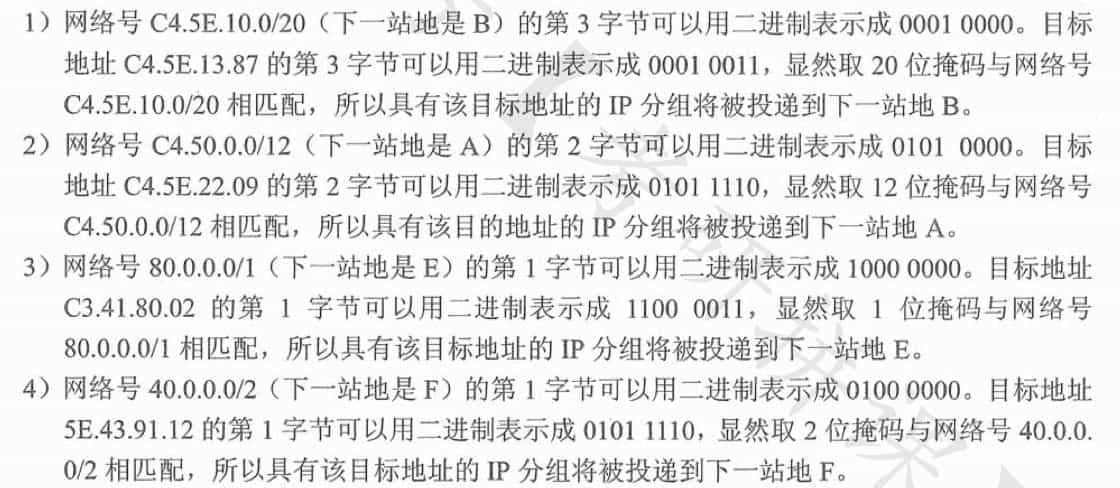 1）网络号 C4.5E.10.0/20（下一站地是 B）的第 3 字节可以用二进制表示成 0001 0000。目标
地址 C4.5E.13.87 的第 3 字节可以用二进制表示成 0001 0011，显然取 20 位掩码与网络号
C4.5E.10.0/20 相匹配，所以具有该目标地址的 IP 分组将被投递到下一站地 B。
2）网络号 C4.50.0.0/12（下一站地是 A）的第 2 字节可以用二进制表示成 0101 0000。目标
地址 C4.5E.22.09 的第 2 字节可以用二进制表示成 0101 1110，显然取 12 位掩码与网络号
C4.50.0.0/12 相匹配，所以具有该目的地址的 IP 分组将被投递到下一站地 A。
3）网络号 80.0.0.0/1（下一站地是 E）的第 1 字节可以用二进制表示成 1000 0000。目标地址
C3.41.80.02 的第 1 字节可以用二进制表示成 1100 0011，显然取 1 位掩码与网络号
80.0.0.0/1 相匹配，所以具有该目标地址的 IP 分组将被投递到下一站地 E。
4）网络号 40.0.0.0/2（下一站地是 F）的第 1 字节可以用二进制表示成 0100 0000。目标地址
5E.43.91.12 的第 1 字节可以用二进制表示成 0101 1110，显然取 2 位掩码与网络号 40.0.0.
0/2 相匹配，所以具有该目标地址的 IP 分组将被投递到下一站地 F。